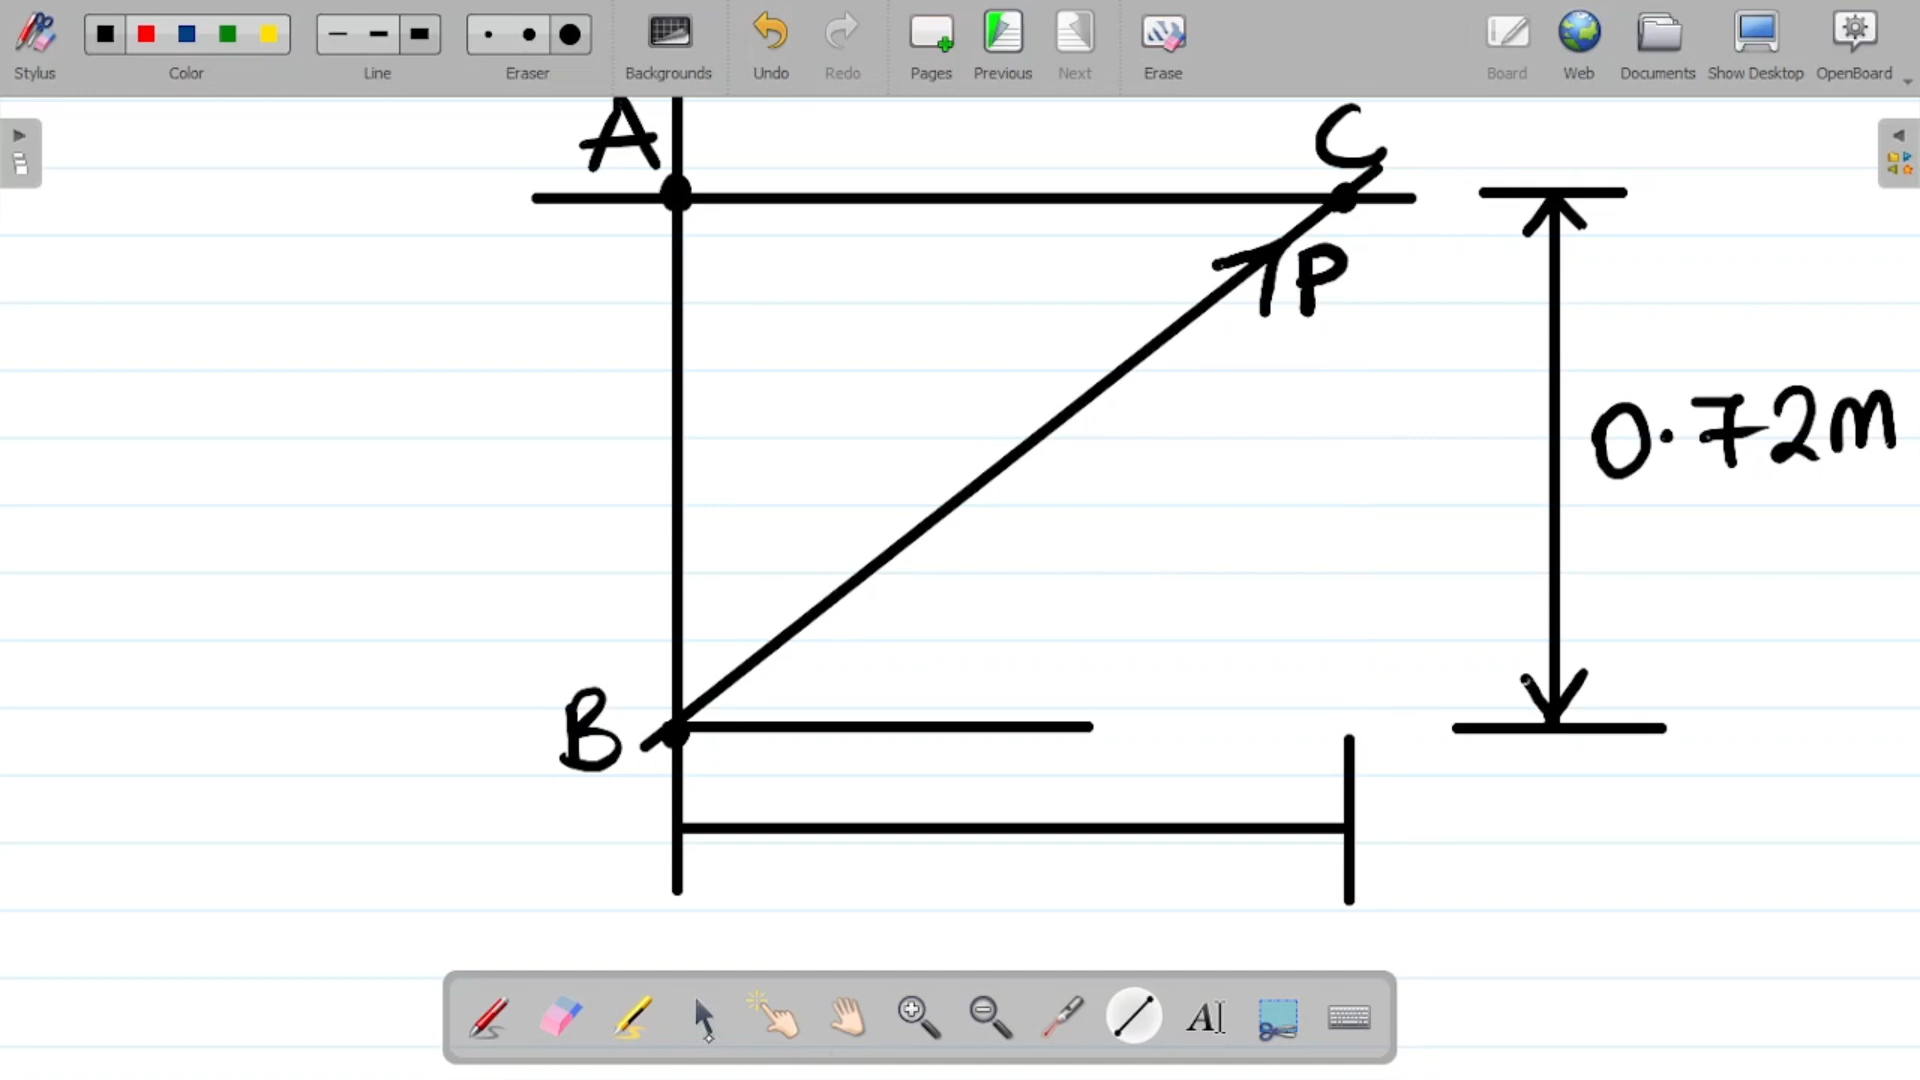 Stylus Color Line Eraser Backgrounds Undo Redo Pages Previous Next Erase Board Web Documents Show Desktop OpenBoard
A
C
P
0.72m
B
AI